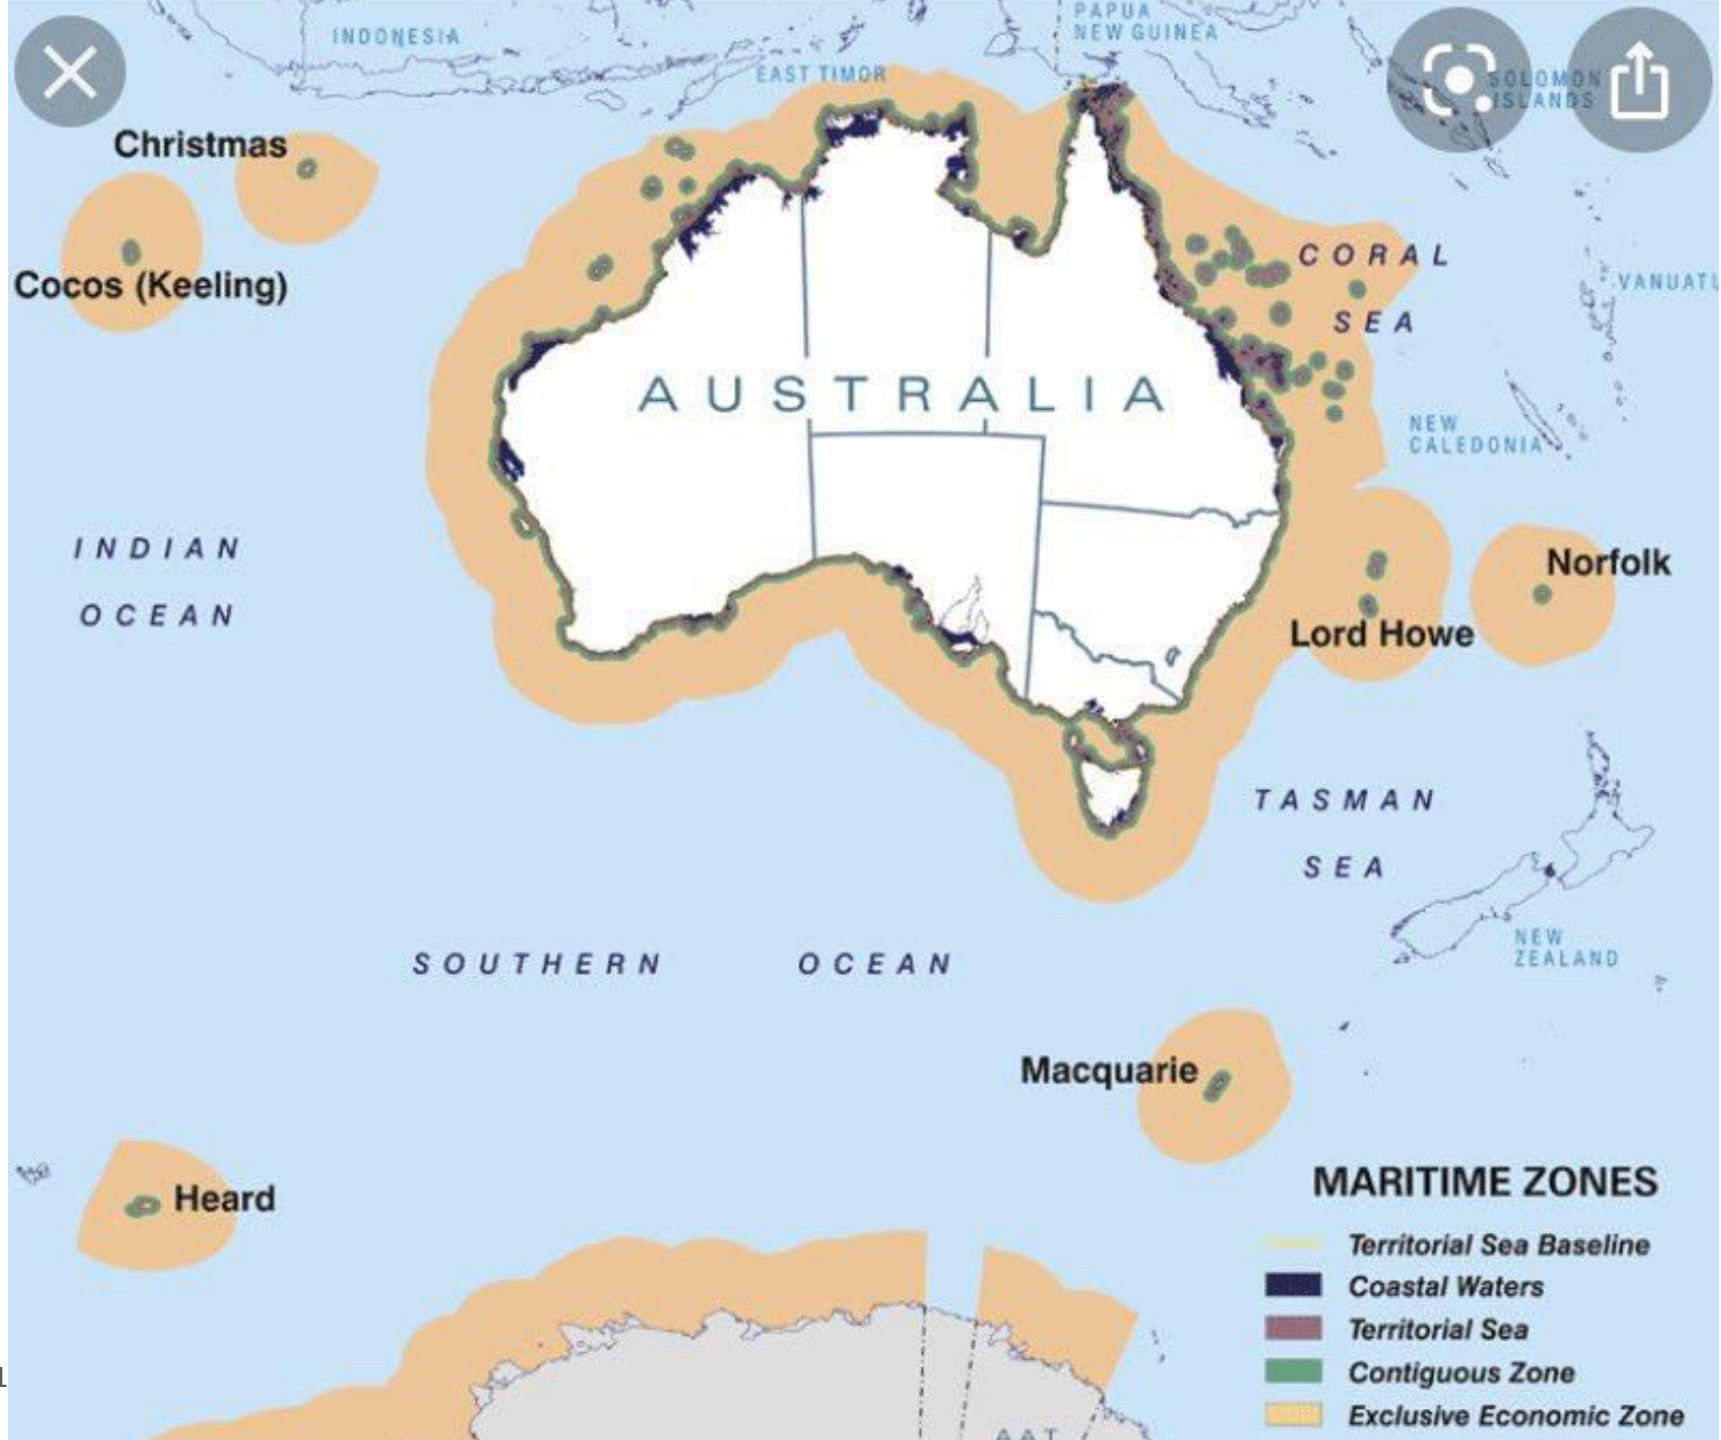 INDONESIA
PAPUA
NEW GUINEA
EAST TIMOR
SOLOMON
ISLANDS
Christmas
Cocos (Keeling)
CORAL
SEA
VANUATU
AUSTRALIA
NEW
CALEDONIA
INDIAN
OCEAN
Norfolk
Lord Howe
TASMAN
SEA
NEW
ZEALAND
SOUTHERN OCEAN
Macquarie
Heard
MARITIME ZONES
Territorial Sea Baseline
Coastal Waters
Territorial Sea
Contiguous Zone
Exclusive Economic Zone
AAT
1